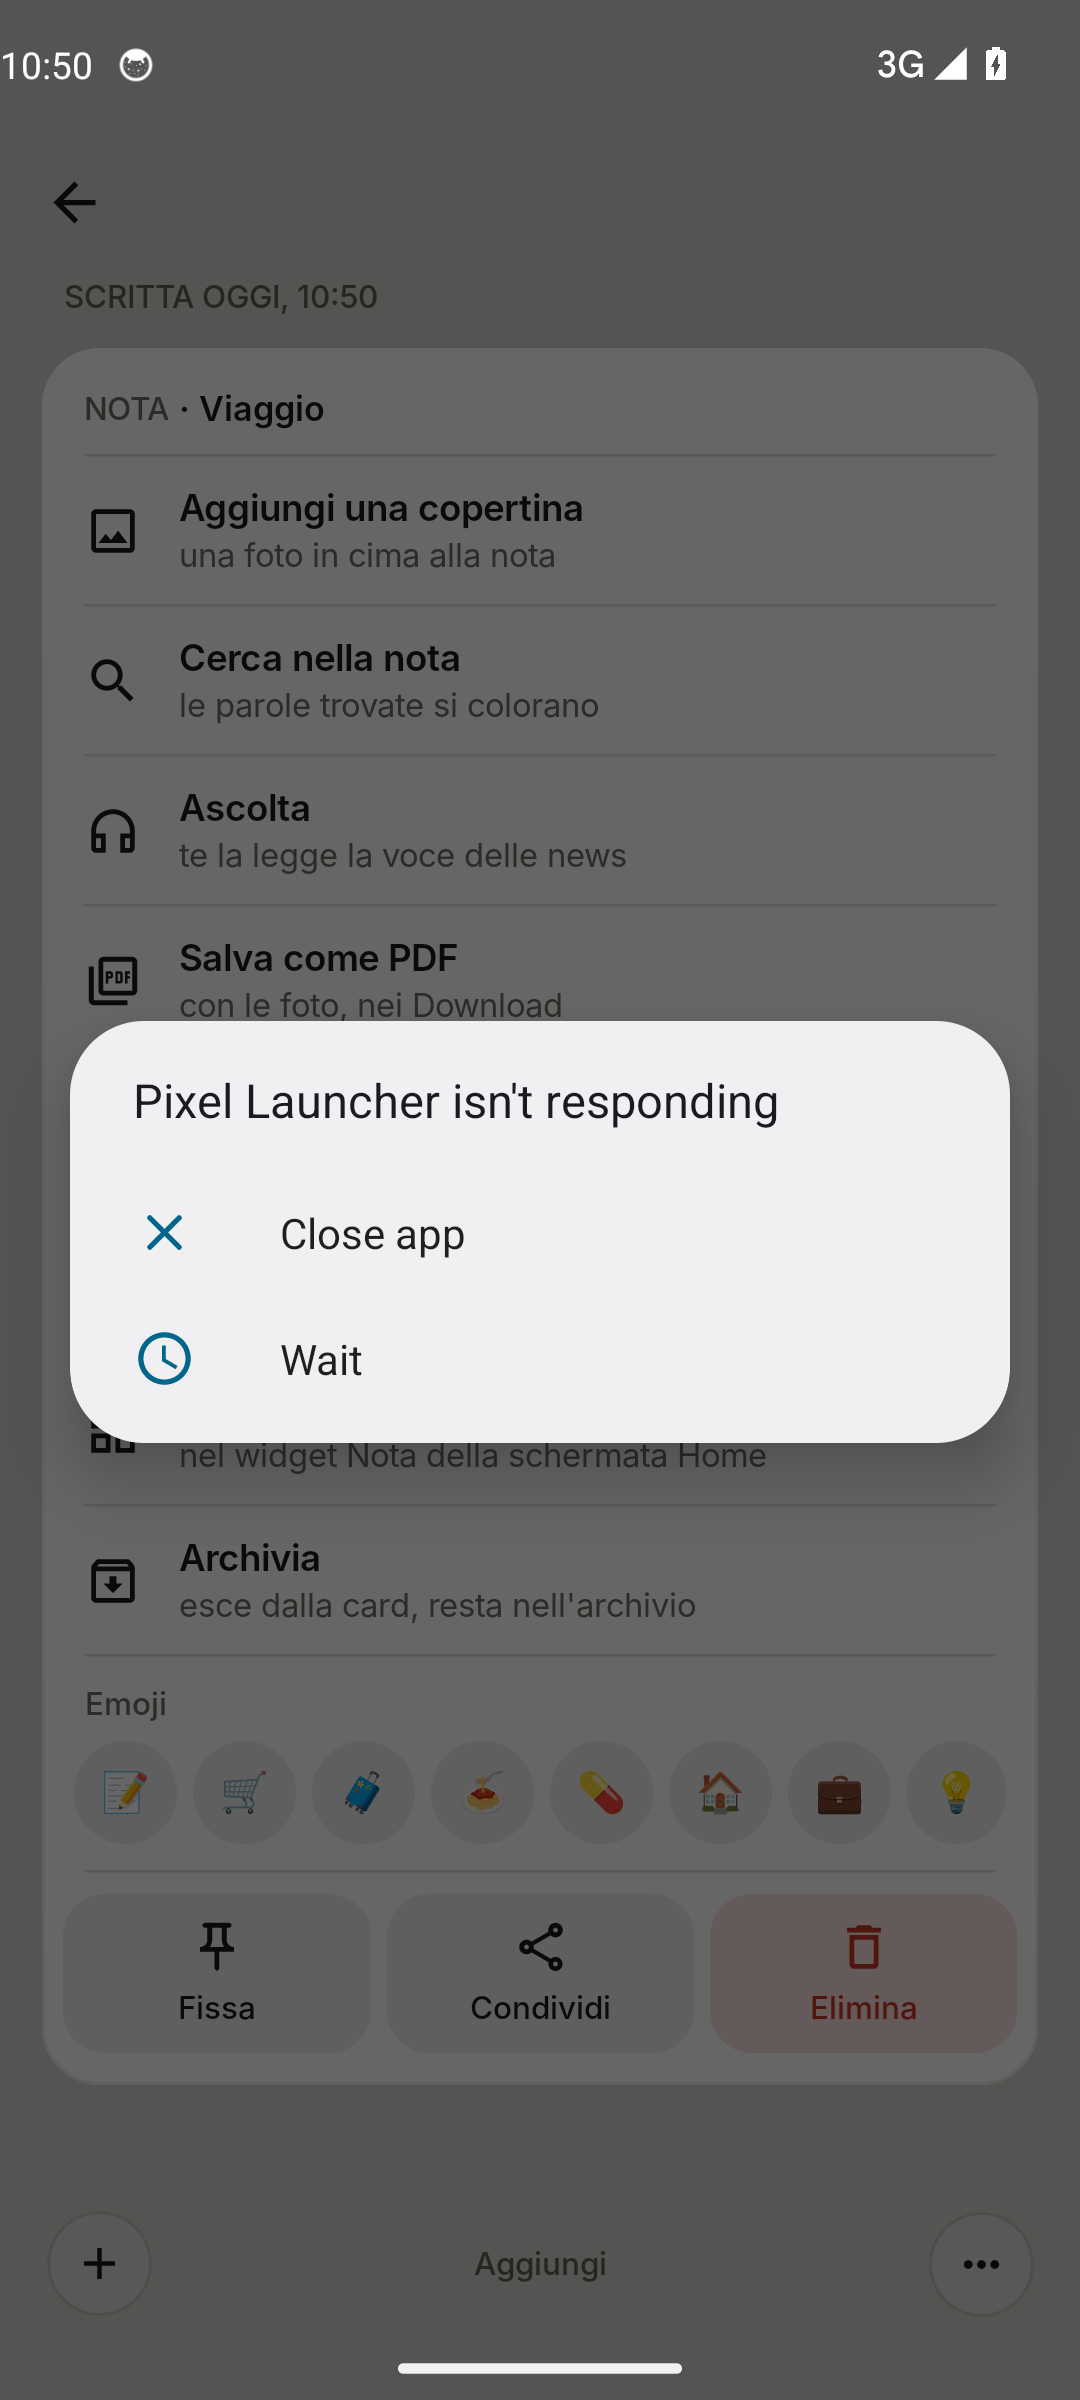 10:50
3G
SCRITTA OGGI, 10:50
NOTA · Viaggio
Aggiungi una copertina
una foto in cima alla nota
Cerca nella nota
le parole trovate si colorano
Ascolta
te la legge la voce delle news
PDF
Salva come PDF
con le foto, nei Download
Pixel Launcher isn't responding
Close app
Wait
nel widget Nota della schermata Home
Archivia
esce dalla card, resta nell'archivio
Emoji
Fissa
Condividi
Elimina
Aggiungi